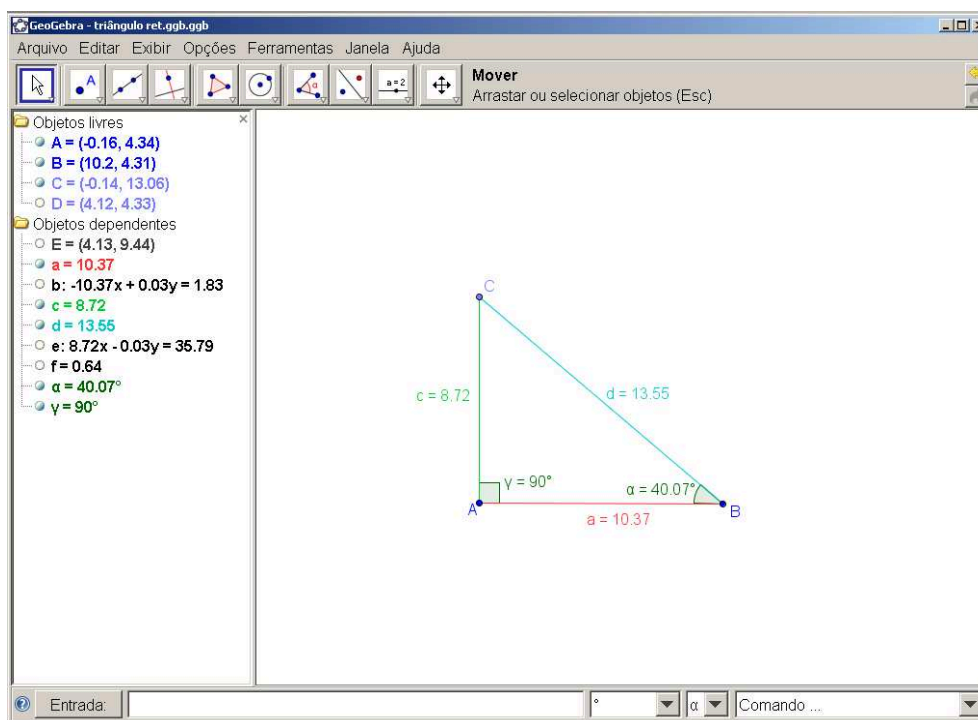 GeoGebra - triângulo ret.ggb.ggb
Arquivo Editar Exibir Opções Ferramentas Janela Ajuda
A
α
a=2
Mover
Arrastar ou selecionar objetos (Esc)
Objetos livres
A = (-0.16, 4.34)
B = (10.2, 4.31)
C = (-0.14, 13.06)
D = (4.12, 4.33)
Objetos dependentes
E = (4.13, 9.44)
a = 10.37
b: -10.37x + 0.03y = 1.83
c = 8.72
d = 13.55
e: 8.72x - 0.03y = 35.79
f = 0.64
α = 40.07°
γ = 90°
C
c = 8.72
d = 13.55
γ = 90°
α = 40.07°
A
B
a = 10.37
Entrada:
°
α
Comando ...